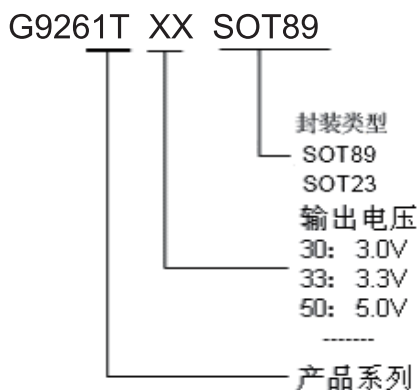 G9261T XX SOT89
封装类型
SOT89
SOT23
输出电压
30: 3.0V
33: 3.3V
50: 5.0V
-------
产品系列